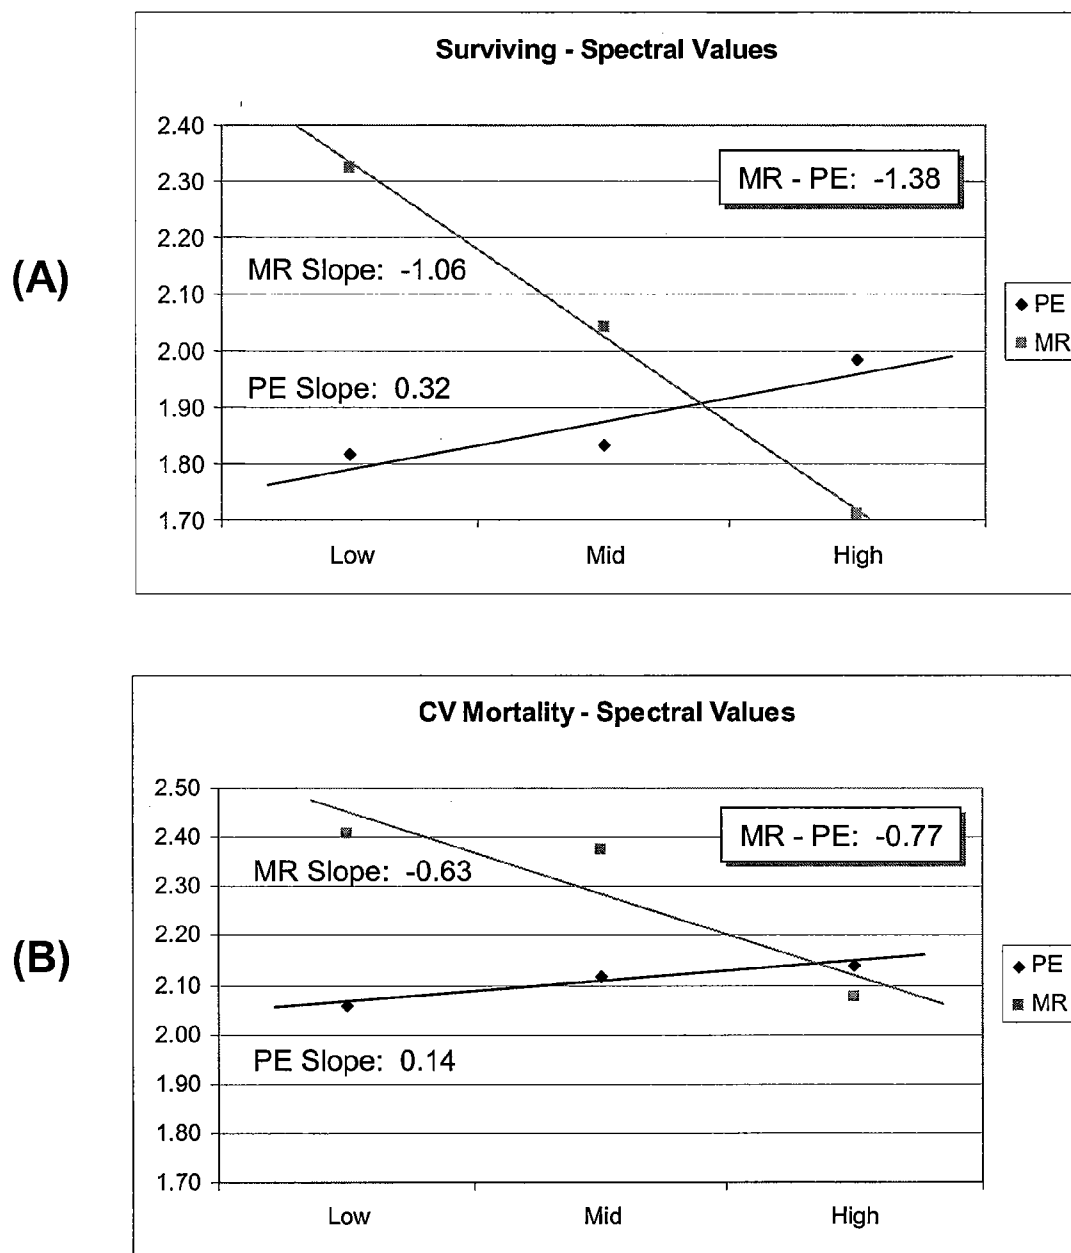 (A)
Surviving - Spectral Values
2.40
2.30
2.20
2.10
2.00
1.90
1.80
1.70
MR - PE: -1.38
MR Slope: -1.06
PE Slope: 0.32
PE
MR
Low Mid High
(B)
CV Mortality - Spectral Values
2.50
2.40
2.30
2.20
2.10
2.00
1.90
1.80
1.70
MR - PE: -0.77
MR Slope: -0.63
PE Slope: 0.14
PE
MR
Low Mid High